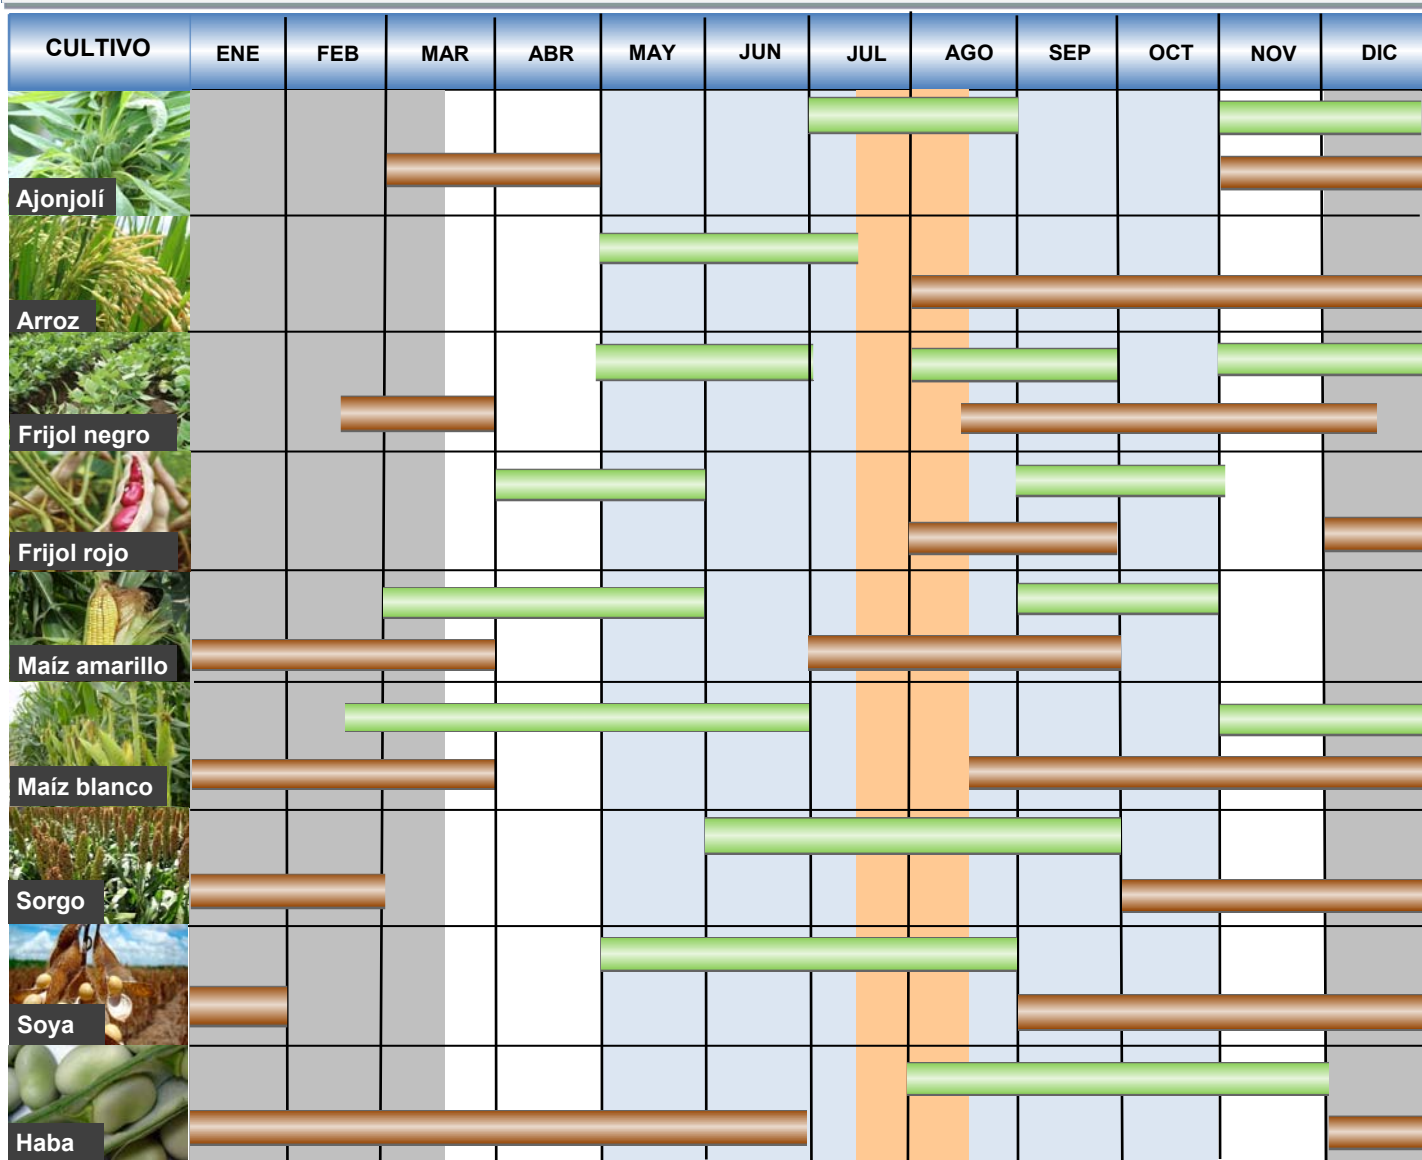 CULTIVO ENE FEB MAR ABR MAY JUN JUL AGO SEP OCT NOV DIC
Ajonjolí
Arroz
Frijol negro
Frijol rojo
Maíz amarillo
Maíz blanco
Sorgo
Soya
Haba